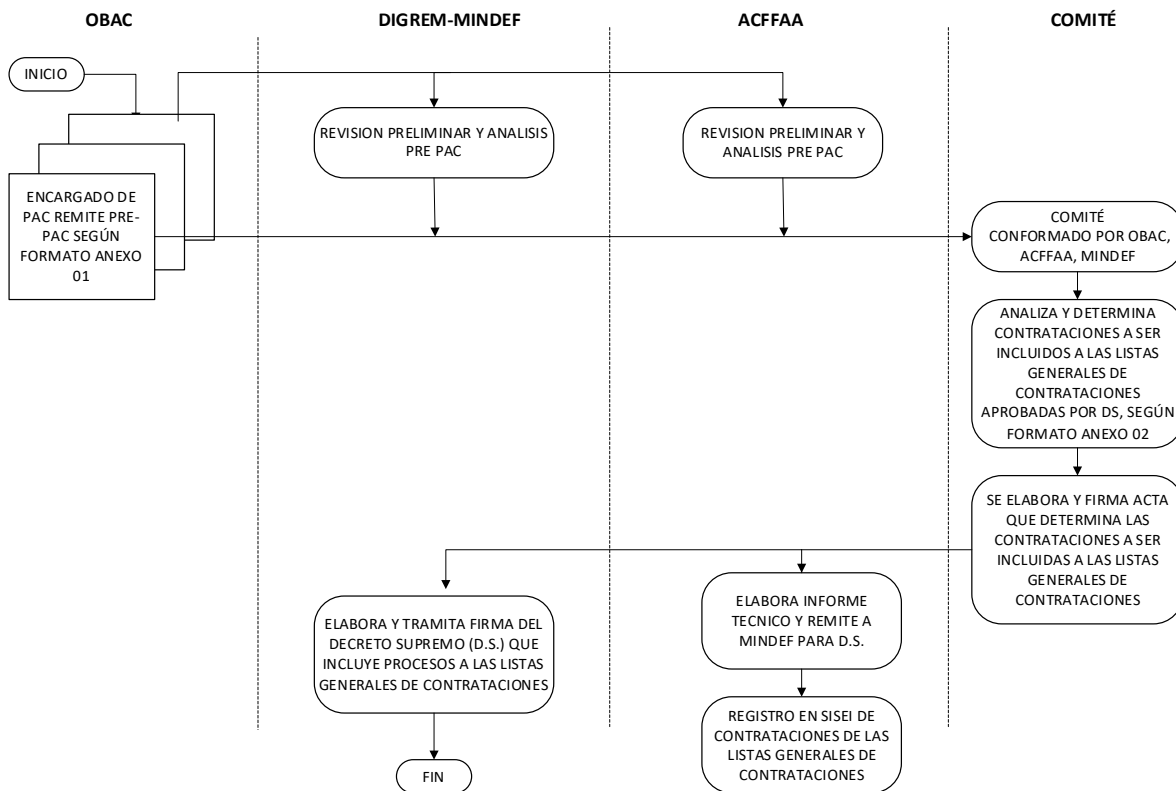 OBAC
DIGREM-MINDEF
ACFFAA
COMITÉ
INICIO
REVISION PRELIMINAR Y ANALISIS
PRE PAC
REVISION PRELIMINAR Y
ANALISIS PRE PAC
ENCARGADO DE
PAC REMITE PRE-
PAC SEGÚN
FORMATO ANEXO
01
COMITÉ
CONFORMADO POR OBAC,
ACFFAA, MINDEF
ANALIZA Y DETERMINA
CONTRATACIONES A SER
INCLUIDOS A LAS LISTAS
GENERALES DE
CONTRATACIONES
APROBADAS POR DS, SEGÚN
FORMATO ANEXO 02
SE ELABORA Y FIRMA ACTA
QUE DETERMINA LAS
CONTRATACIONES A SER
INCLUIDAS A LAS LISTAS
GENERALES DE
CONTRATACIONES
ELABORA Y TRAMITA FIRMA DEL
DECRETO SUPREMO (D.S.) QUE
INCLUYE PROCESOS A LAS LISTAS
GENERALES DE CONTRATACIONES
ELABORA INFORME
TECNICO Y REMITE A
MINDEF PARA D.S.
REGISTRO EN SISEI DE
CONTRATACIONES DE LAS
LISTAS GENERALES DE
CONTRATACIONES
FIN